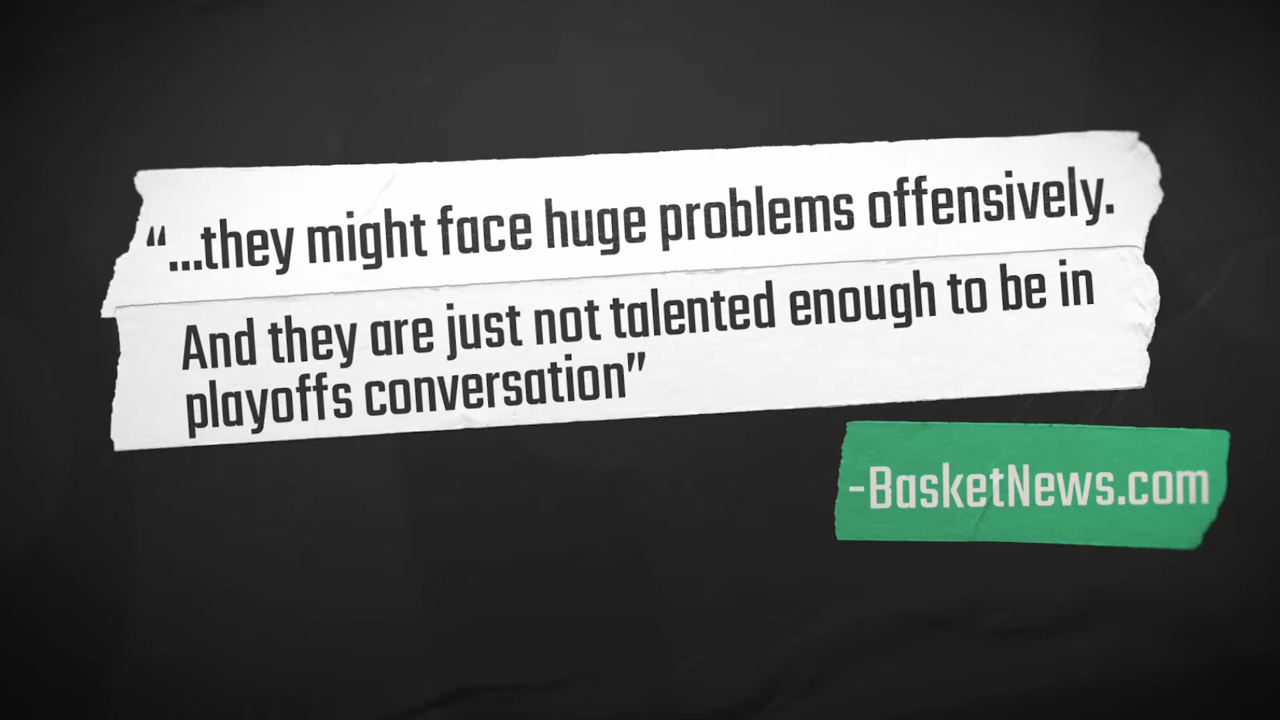 “...they might face huge problems offensively.
And they are just not talented enough to be in
playoffs conversation”
-BasketNews.com